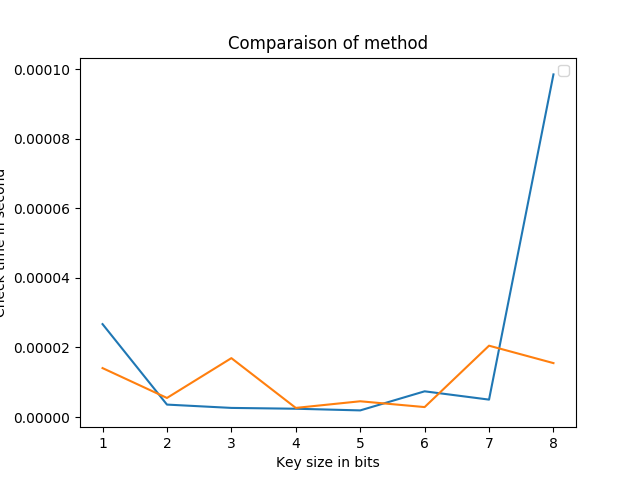 Comparaison of method
0.00010
0.00008
0.00006
0.00004
0.00002
0.00000
Check time in second
1 2 3 4 5 6 7 8
Key size in bits